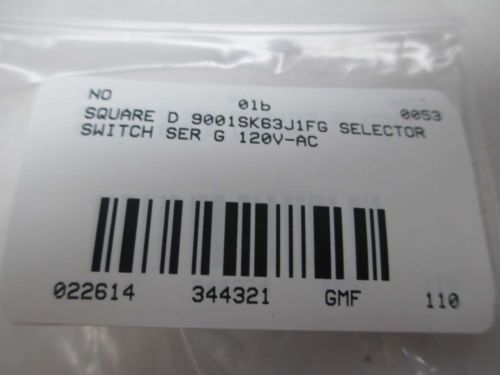 NO 01b 0053
SQUARE D 9001SK63J1FG SELECTOR
SWITCH SER G 120V-AC
022614 344321 GMF 110